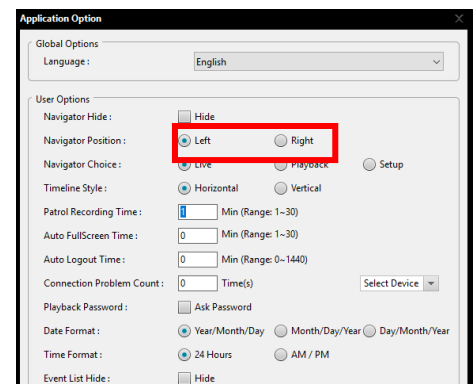 Application Option
Global Options
Language : English
User Options
Navigator Hide : Hide
Navigator Position : Left Right
Navigator Choice : Live Playback Setup
Timeline Style : Horizontal Vertical
Patrol Recording Time : 1 Min (Range: 1~30)
Auto FullScreen Time : 0 Min (Range: 1~30)
Auto Logout Time : 0 Min (Range: 0~1440)
Connection Problem Count : 0 Time(s) Select Device
Playback Password : Ask Password
Date Format : Year/Month/Day Month/Day/Year Day/Month/Year
Time Format : 24 Hours AM / PM
Event List Hide : Hide